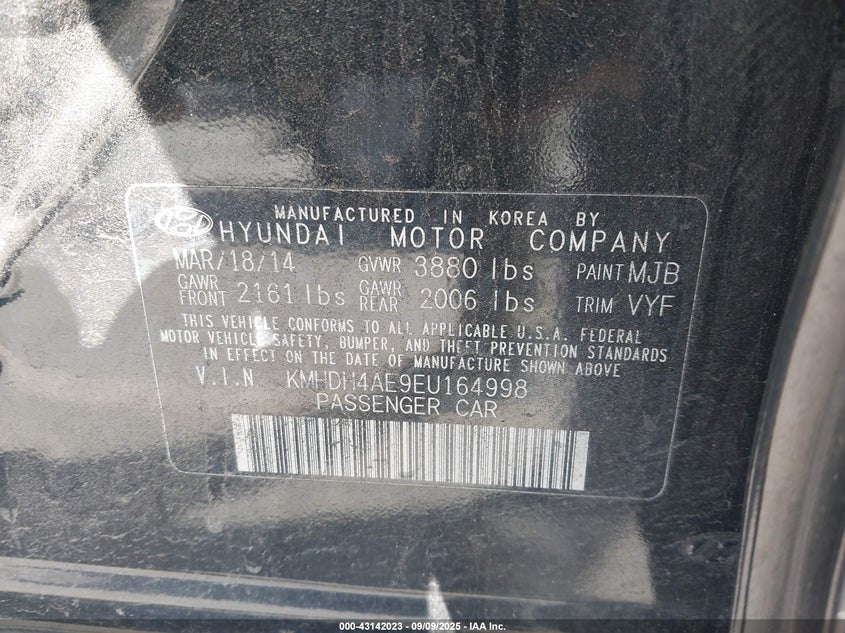 MANUFACTURED IN KOREA BY
HYUNDAI MOTOR COMPANY
MAR/18/14 GVWR 3880 lbs PAINT MJB
GAWR FRONT 2161 lbs GAWR REAR 2006 lbs TRIM VYF
THIS VEHICLE CONFORMS TO ALL APPLICABLE U.S.A. FEDERAL
MOTOR VEHICLE SAFETY, BUMPER, AND THEFT PREVENTION STANDARDS
IN EFFECT ON THE DATE OF MANUFACTURE SHOWN ABOVE
V.I.N KMHDH4AE9EU164998
PASSENGER CAR
000-43142023 - 09/09/2025 - IAA Inc.